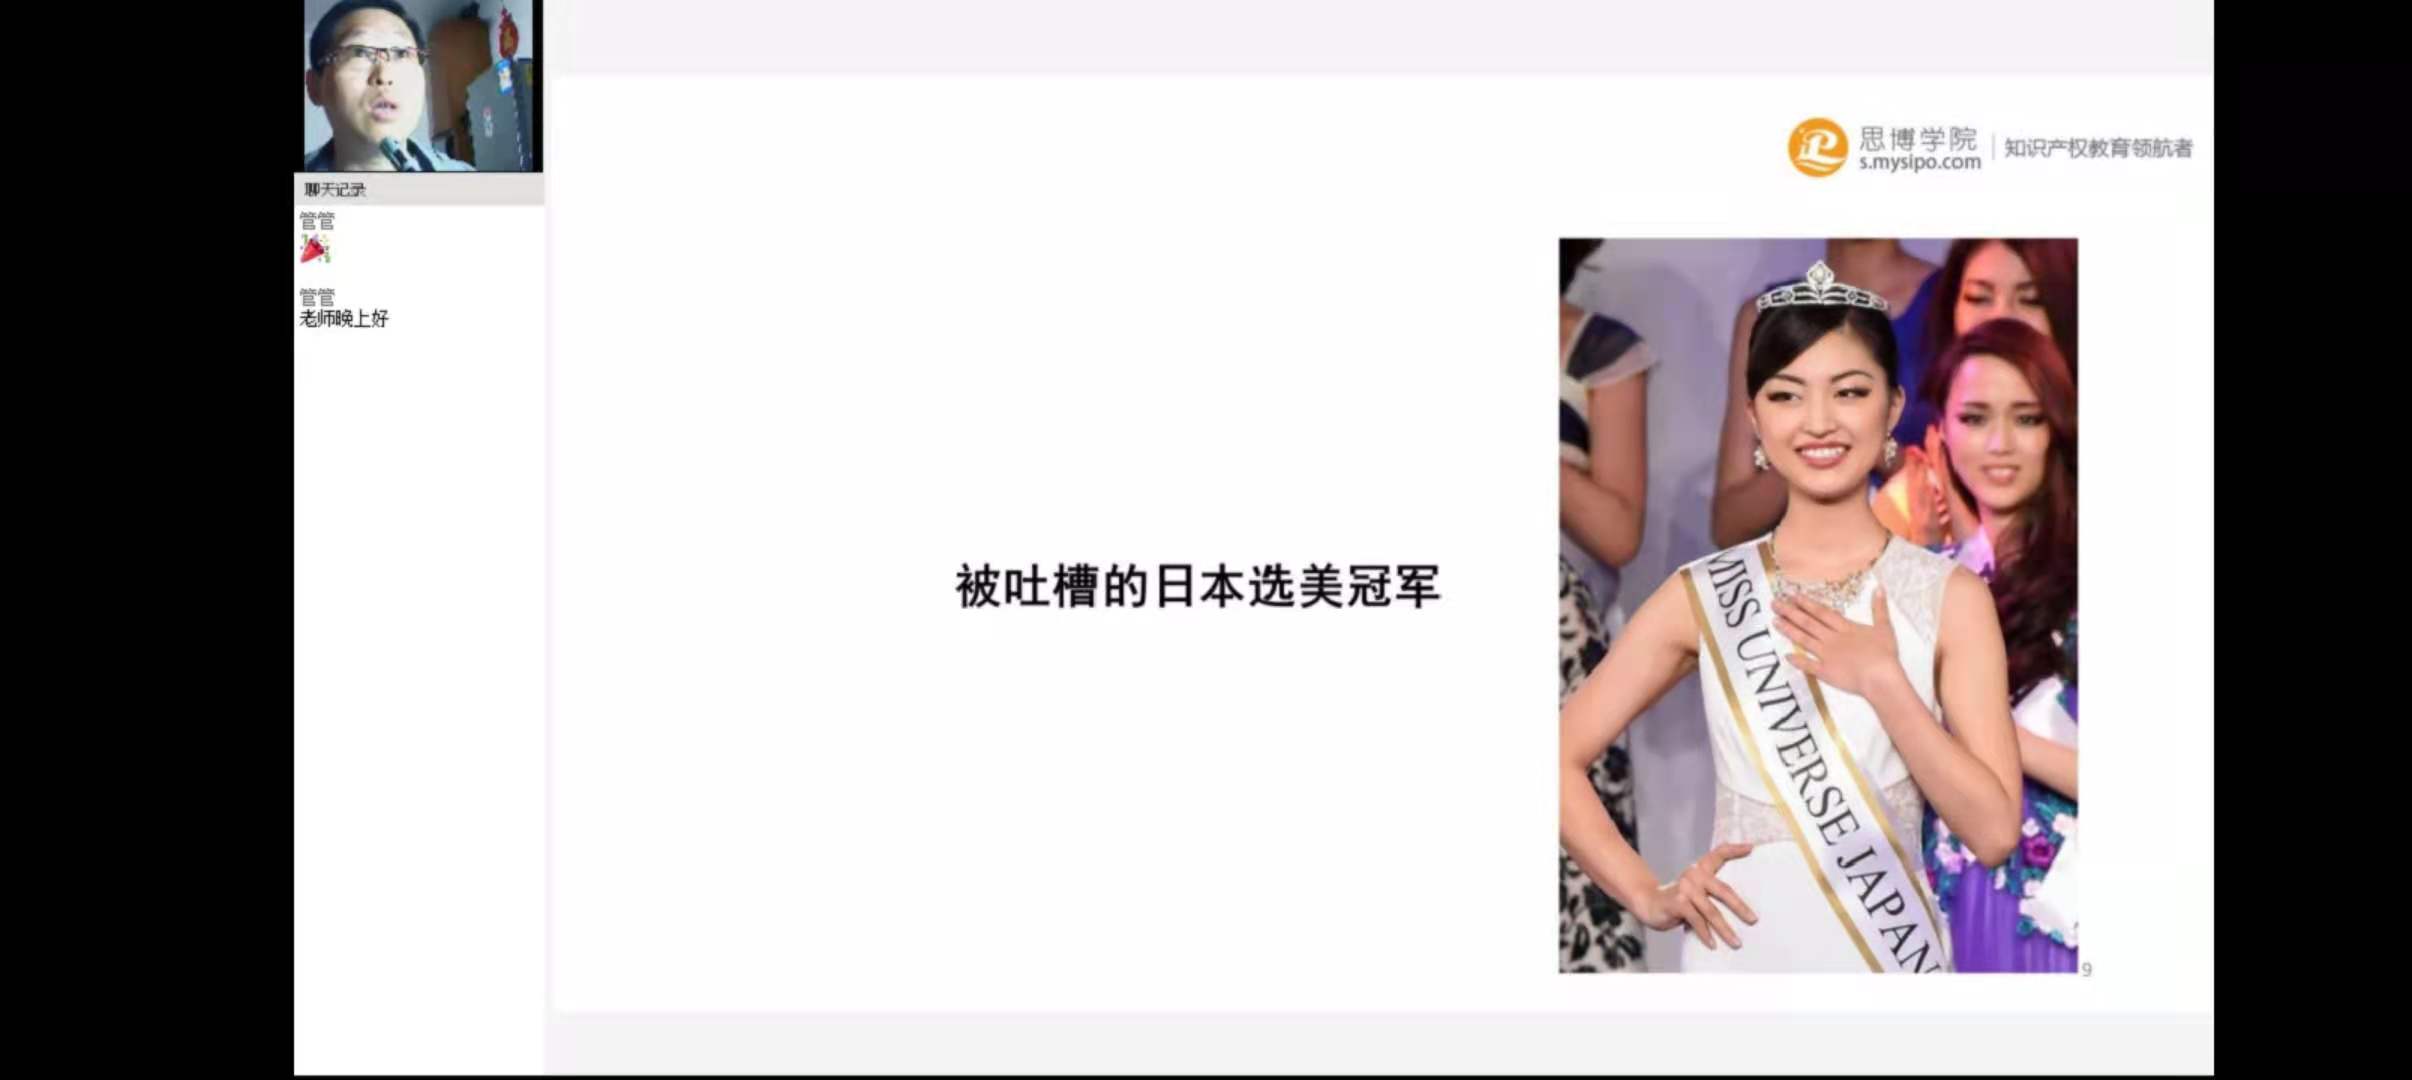 聊天记录
管管
管管
老师晚上好
思博学院
s.mysipo.com
知识产权教育领航者
被吐槽的日本选美冠军
MISS UNIVERSE JAPAN
9